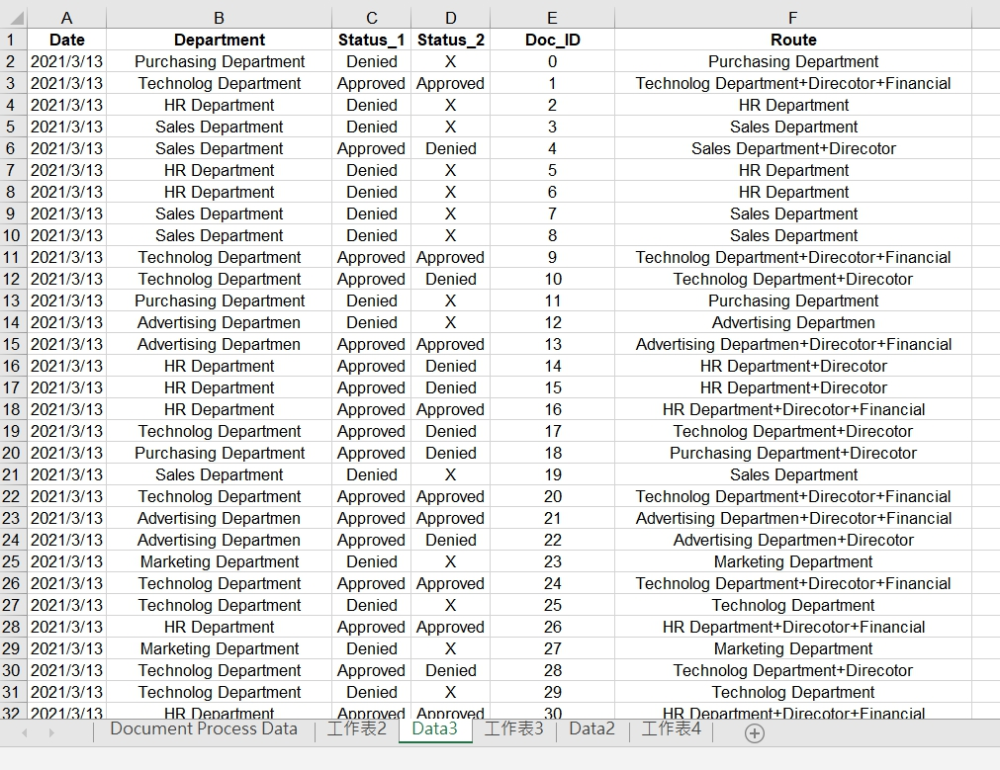 A B C D E F
1 Date Department Status_1 Status_2 Doc_ID Route
2 2021/3/13 Purchasing Department Denied X 0 Purchasing Department
3 2021/3/13 Technolog Department Approved Approved 1 Technolog Department+Direcotor+Financial
4 2021/3/13 HR Department Denied X 2 HR Department
5 2021/3/13 Sales Department Denied X 3 Sales Department
6 2021/3/13 Sales Department Approved Denied 4 Sales Department+Direcotor
7 2021/3/13 HR Department Denied X 5 HR Department
8 2021/3/13 HR Department Denied X 6 HR Department
9 2021/3/13 Sales Department Denied X 7 Sales Department
10 2021/3/13 Sales Department Denied X 8 Sales Department
11 2021/3/13 Technolog Department Approved Approved 9 Technolog Department+Direcotor+Financial
12 2021/3/13 Technolog Department Approved Denied 10 Technolog Department+Direcotor
13 2021/3/13 Purchasing Department Denied X 11 Purchasing Department
14 2021/3/13 Advertising Departmen Denied X 12 Advertising Departmen
15 2021/3/13 Advertising Departmen Approved Approved 13 Advertising Departmen+Direcotor+Financial
16 2021/3/13 HR Department Approved Denied 14 HR Department+Direcotor
17 2021/3/13 HR Department Approved Denied 15 HR Department+Direcotor
18 2021/3/13 HR Department Approved Approved 16 HR Department+Direcotor+Financial
19 2021/3/13 Technolog Department Approved Denied 17 Technolog Department+Direcotor
20 2021/3/13 Purchasing Department Approved Denied 18 Purchasing Department+Direcotor
21 2021/3/13 Sales Department Denied X 19 Sales Department
22 2021/3/13 Technolog Department Approved Approved 20 Technolog Department+Direcotor+Financial
23 2021/3/13 Advertising Departmen Approved Approved 21 Advertising Departmen+Direcotor+Financial
24 2021/3/13 Advertising Departmen Approved Denied 22 Advertising Departmen+Direcotor
25 2021/3/13 Marketing Department Denied X 23 Marketing Department
26 2021/3/13 Technolog Department Approved Approved 24 Technolog Department+Direcotor+Financial
27 2021/3/13 Technolog Department Denied X 25 Technolog Department
28 2021/3/13 HR Department Approved Approved 26 HR Department+Direcotor+Financial
29 2021/3/13 Marketing Department Denied X 27 Marketing Department
30 2021/3/13 Technolog Department Approved Denied 28 Technolog Department+Direcotor
31 2021/3/13 Technolog Department Denied X 29 Technolog Department
32 2021/3/13 HR Department Approved Approved 30 HR Department+Direcotor+Financial
Document Process Data 工作表2 Data3 工作表3 Data2 工作表4